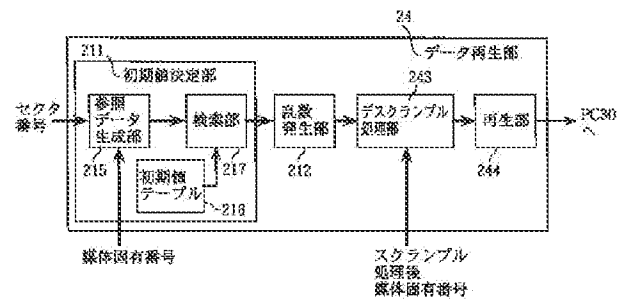 24
データ再生部
211
初期値決定部
243
セクタ
番号
参照
データ
生成部
検索部
乱数
発生部
デスクランブル
処理部
再生部
PC30
へ
215
217
212
244
初期値
テーブル
216
媒体固有番号
スクランブル
処理後
媒体固有番号